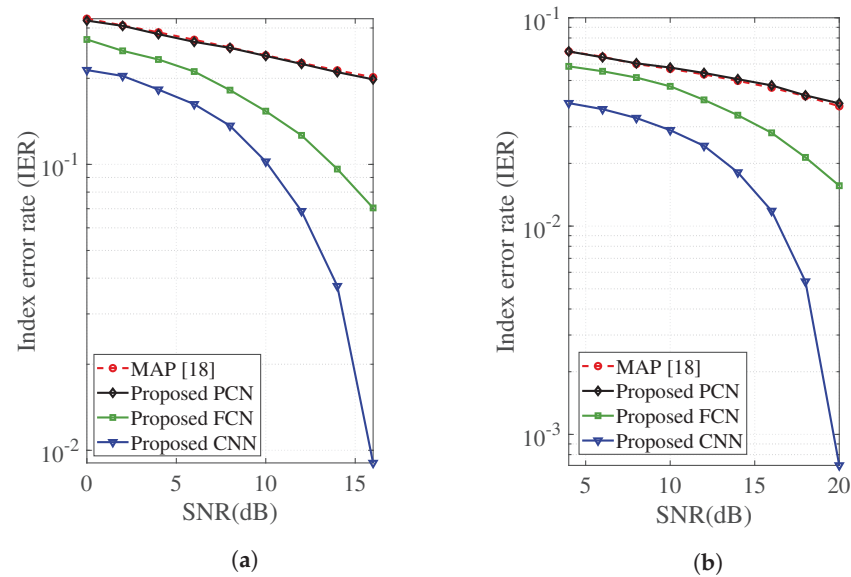 Index error rate (IER)
10^-1
10^-2
0
5
10
15
SNR(dB)
MAP [18]
Proposed PCN
Proposed FCN
Proposed CNN
(a)
Index error rate (IER)
10^-1
10^-2
10^-3
5
10
15
20
SNR(dB)
MAP [18]
Proposed PCN
Proposed FCN
Proposed CNN
(b)